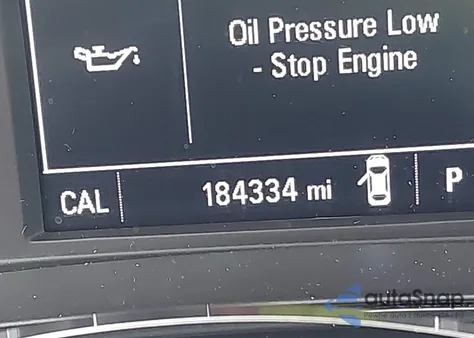 Oil Pressure Low
- Stop Engine
CAL 184334 mi P
autoSnap